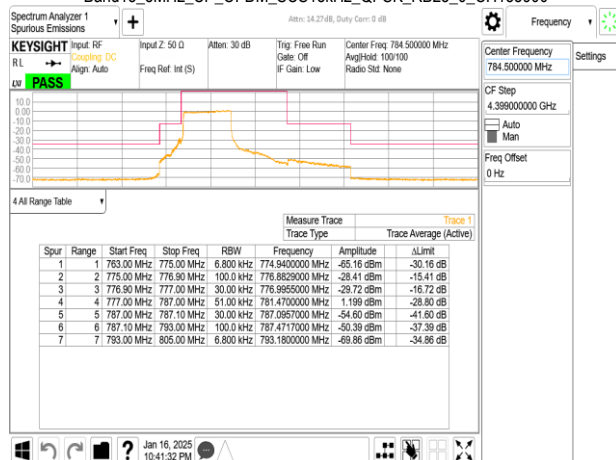 Spectrum Analyzer 1
Spurious Emissions
Attn: 14.27dB, Duty Corr: 0 dB
Frequency
KEYSIGHT
RL
LXI
PASS
Input: RF
Coupling: DC
Align: Auto
Input Z: 50 Ω
Freq Ref: Int (S)
Atten: 30 dB
Trig: Free Run
Gate: Off
IF Gain: Low
Center Freq: 784.500000 MHz
Avg|Hold: 100/100
Radio Std: None
Center Frequency
784.500000 MHz
Settings
CF Step
4.399000000 GHz
Auto
Man
Freq Offset
0 Hz
10.0
0.00
-10.0
-20.0
-30.0
-40.0
-50.0
-60.0
-70.0
4 All Range Table
Measure Trace Trace 1
Trace Type Trace Average (Active)
Spur Range Start Freq Stop Freq RBW Frequency Amplitude ΔLimit
1 1 763.00 MHz 775.00 MHz 6.800 kHz 774.9400000 MHz -65.16 dBm -30.16 dB
2 2 775.00 MHz 776.90 MHz 100.0 kHz 776.8829000 MHz -28.41 dBm -15.41 dB
3 3 776.90 MHz 777.00 MHz 30.00 kHz 776.9955000 MHz -29.72 dBm -16.72 dB
4 4 777.00 MHz 787.00 MHz 51.00 kHz 781.4700000 MHz 1.199 dBm -28.80 dB
5 5 787.00 MHz 787.10 MHz 30.00 kHz 787.0957000 MHz -54.60 dBm -41.60 dB
6 6 787.10 MHz 793.00 MHz 100.0 kHz 787.4717000 MHz -50.39 dBm -37.39 dB
7 7 793.00 MHz 805.00 MHz 6.800 kHz 793.1800000 MHz -69.86 dBm -34.86 dB
Jan 16, 2025
10:41:32 PM